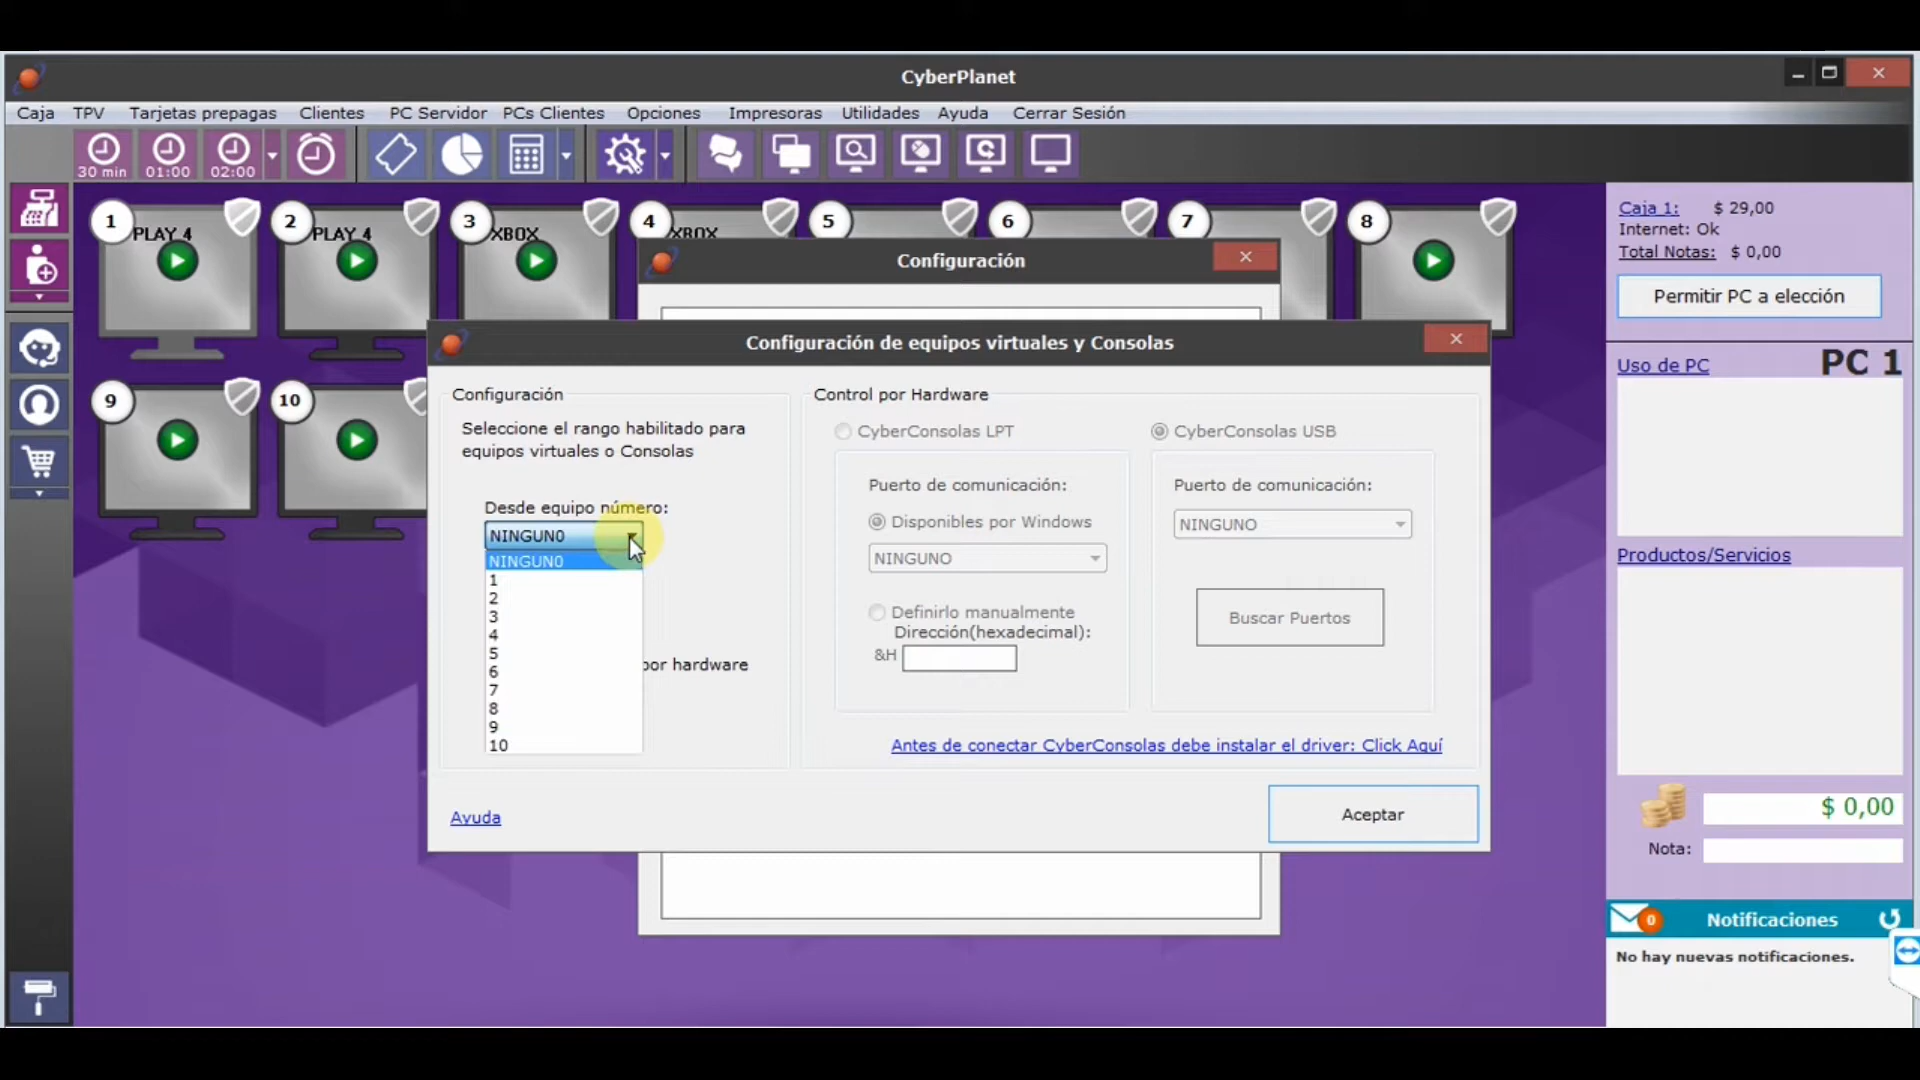 CyberPlanet
Caja TPV Tarjetas prepagas Clientes PC Servidor PCs Clientes Opciones Impresoras Utilidades Ayuda Cerrar Sesión
30 min 01:00 02:00
1 PLAY 4
2 PLAY 4
3 XBOX
4 XBOX
5
6
7
8
9
10
Configuración
Configuración de equipos virtuales y Consolas
Configuración
Seleccione el rango habilitado para
equipos virtuales o Consolas
Desde equipo número:
NINGUN0
NINGUN0
1
2
3
4
5
6
7
8
9
10
por hardware
Control por Hardware
CyberConsolas LPT
Puerto de comunicación:
Disponibles por Windows
NINGUNO
Definirlo manualmente
Dirección(hexadecimal):
&H
CyberConsolas USB
Puerto de comunicación:
NINGUNO
Buscar Puertos
Antes de conectar CyberConsolas debe instalar el driver: Click Aquí
Ayuda
Aceptar
Caja 1: $ 29,00
Internet: Ok
Total Notas: $ 0,00
Permitir PC a elección
Uso de PC PC 1
Productos/Servicios
$ 0,00
Nota:
0 Notificaciones
No hay nuevas notificaciones.